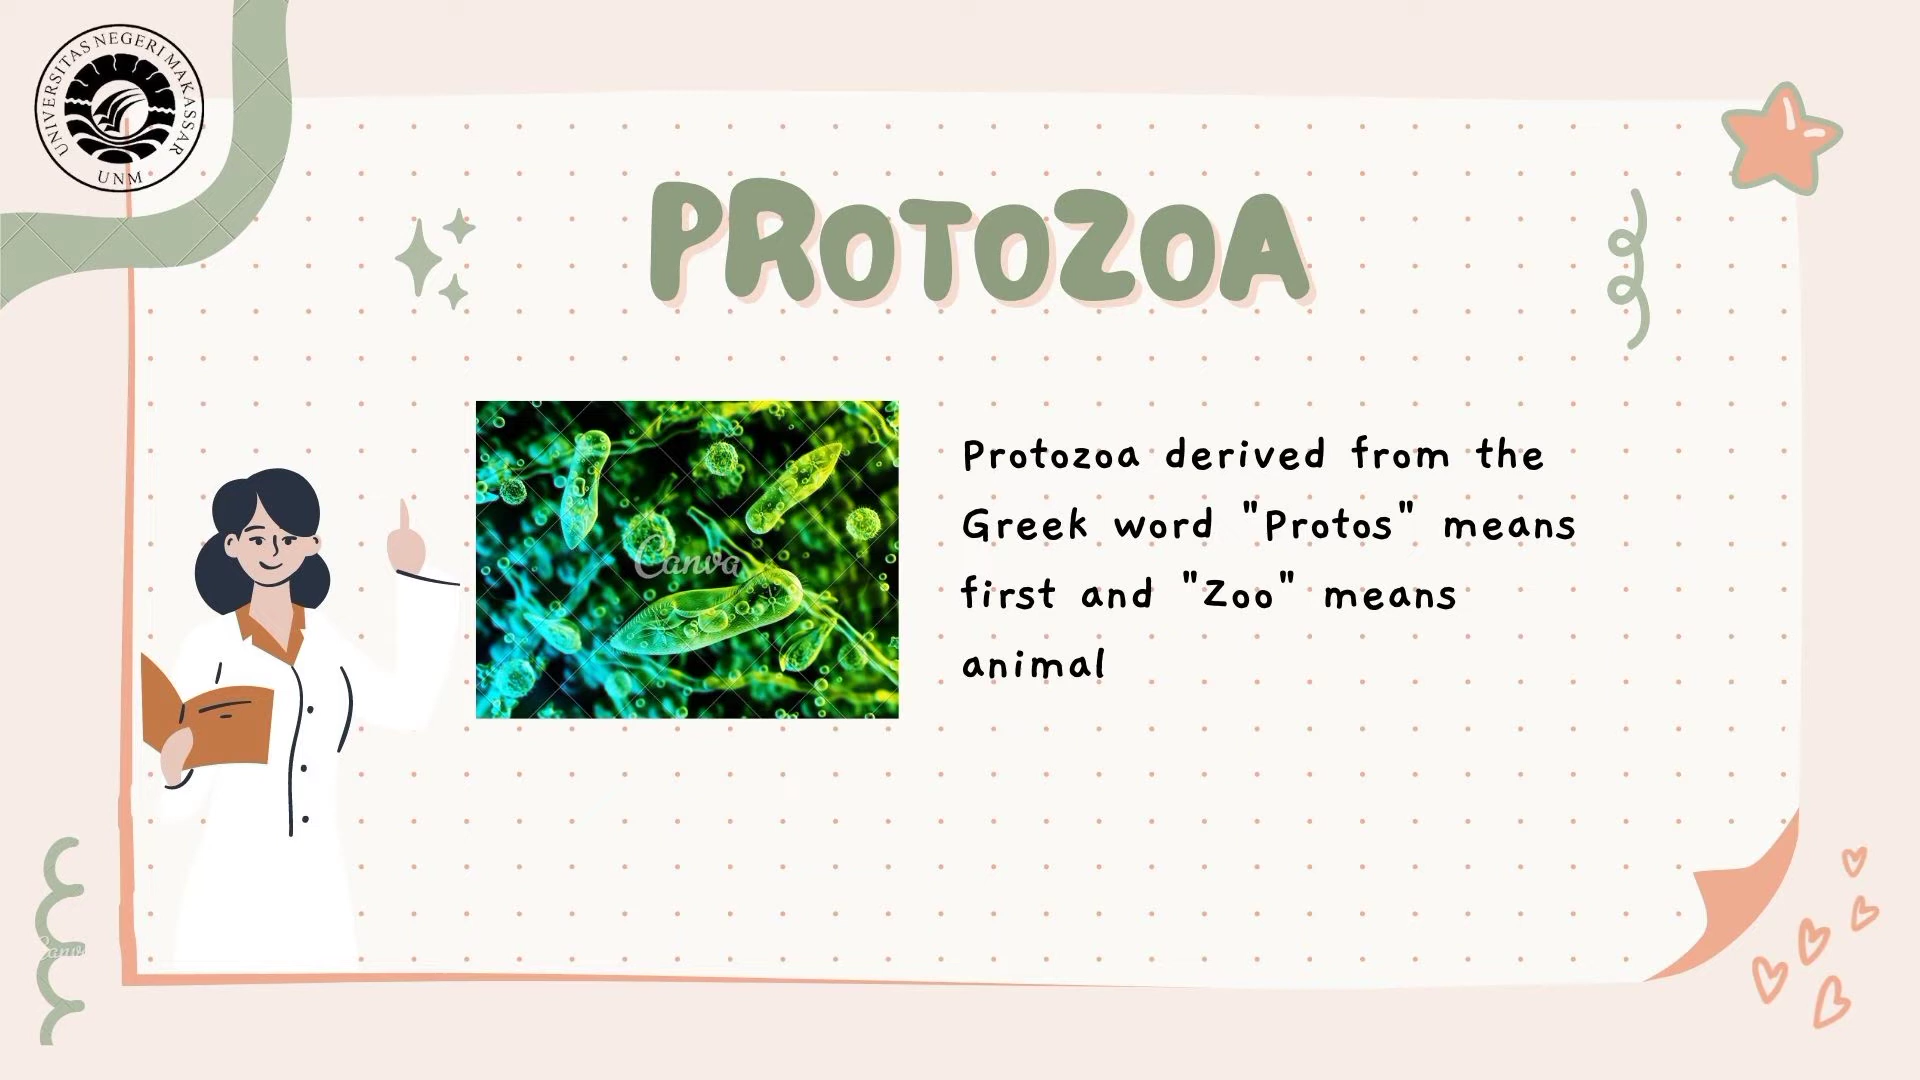 UNIVERSITAS NEGERI MAKASSAR
UNM
PROTOZOA
Protozoa derived from the
Greek word "Protos" means
first and "Zoo" means
animal
Canva
Canva